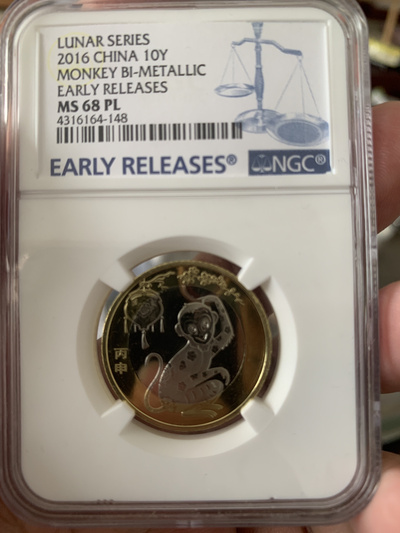 LUNAR SERIES
2016 CHINA 10Y
MONKEY BI-METALLIC
EARLY RELEASES
MS 68 PL
4316164-148
EARLY RELEASES®
NGC®
丙
申